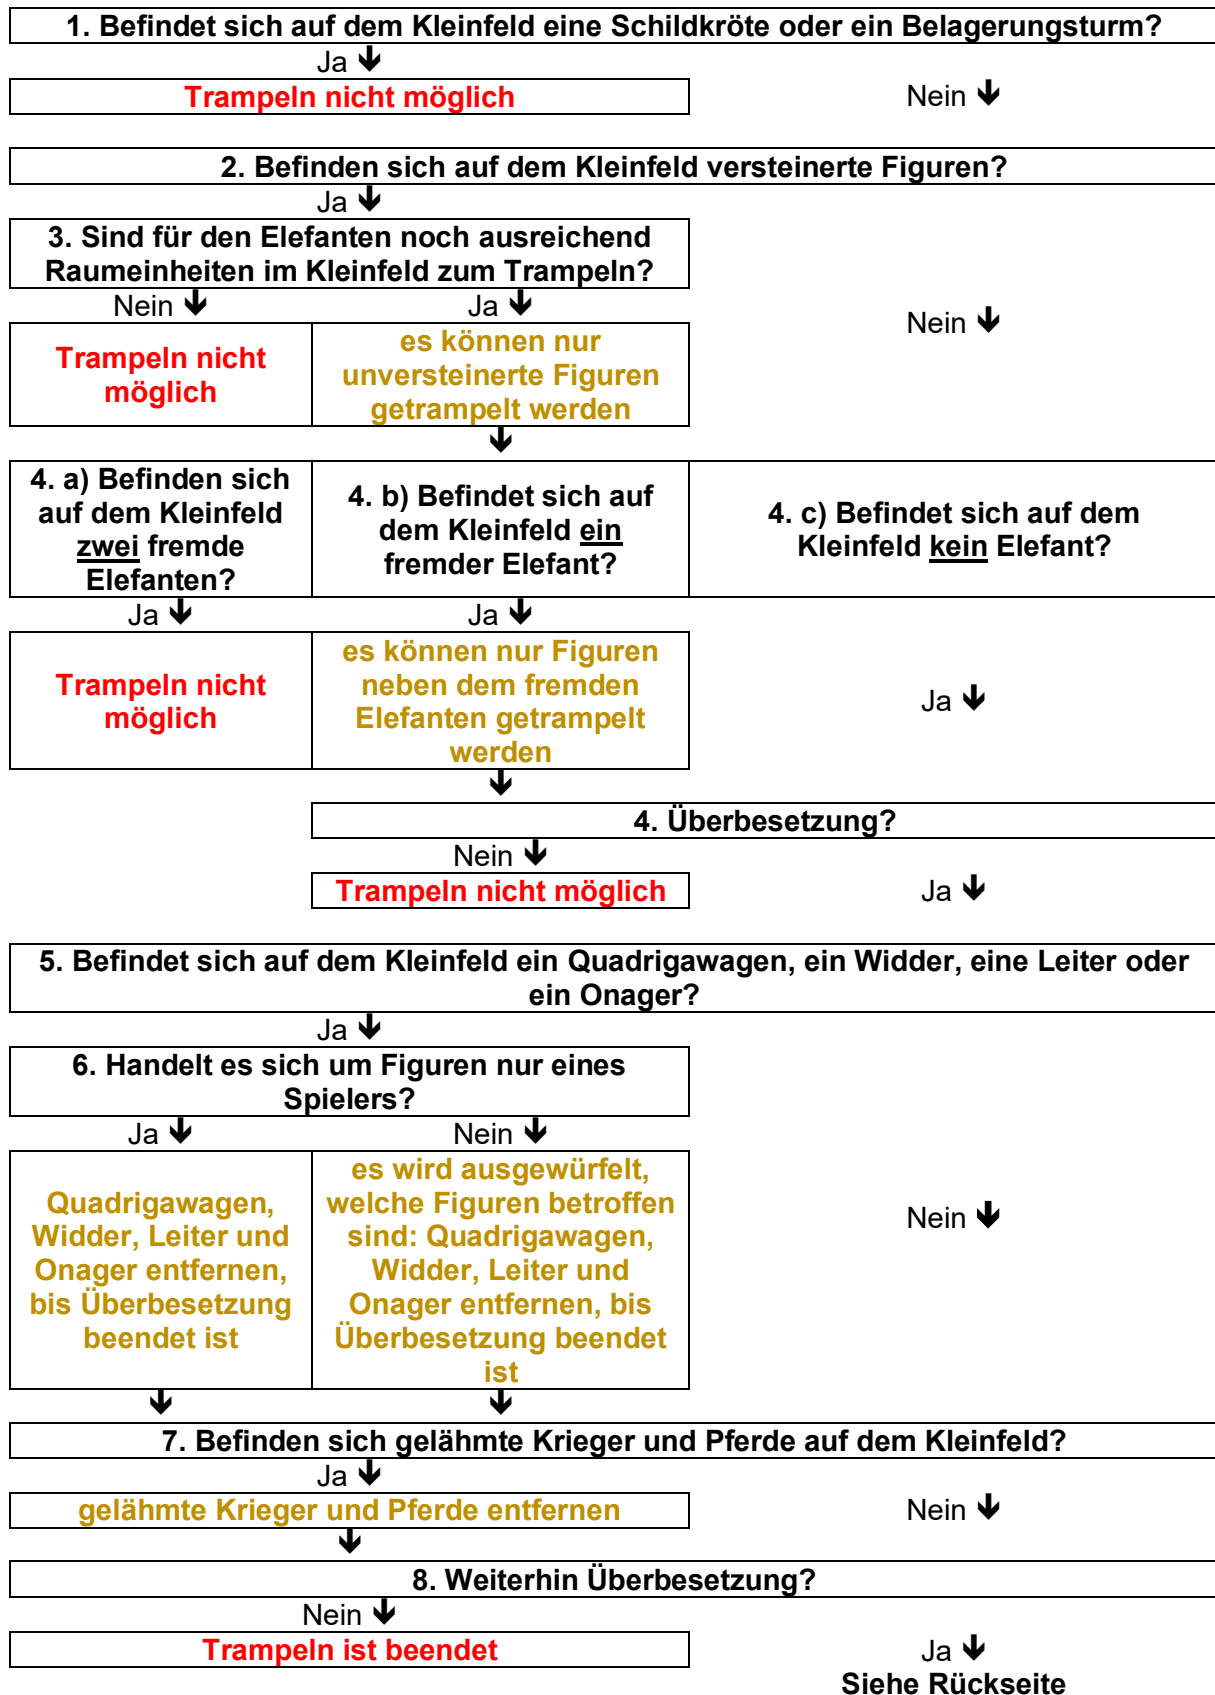 1. Befindet sich auf dem Kleinfeld eine Schildkröte oder ein Belagerungsturm?
Ja 🡻
Trampeln nicht möglich
Nein 🡻
2. Befinden sich auf dem Kleinfeld versteinerte Figuren?
Ja 🡻
3. Sind für den Elefanten noch ausreichend
Raumeinheiten im Kleinfeld zum Trampeln?
Nein 🡻
Ja 🡻
Nein 🡻
Trampeln nicht
möglich
es können nur
unversteinerte Figuren
getrampelt werden
🡻
4. a) Befinden sich
auf dem Kleinfeld
zwei fremde
Elefanten?
4. b) Befindet sich auf
dem Kleinfeld ein
fremder Elefant?
4. c) Befindet sich auf dem
Kleinfeld kein Elefant?
Ja 🡻
Ja 🡻
Trampeln nicht
möglich
es können nur Figuren
neben dem fremden
Elefanten getrampelt
werden
Ja 🡻
🡻
4. Überbesetzung?
Nein 🡻
Trampeln nicht möglich
Ja 🡻
5. Befindet sich auf dem Kleinfeld ein Quadrigawagen, ein Widder, eine Leiter oder
ein Onager?
Ja 🡻
6. Handelt es sich um Figuren nur eines
Spielers?
Ja 🡻
Nein 🡻
Quadrigawagen,
Widder, Leiter und
Onager entfernen,
bis Überbesetzung
beendet ist
es wird ausgewürfelt,
welche Figuren betroffen
sind: Quadrigawagen,
Widder, Leiter und
Onager entfernen, bis
Überbesetzung beendet
ist
Nein 🡻
🡻
🡻
7. Befinden sich gelähmte Krieger und Pferde auf dem Kleinfeld?
Ja 🡻
gelähmte Krieger und Pferde entfernen
Nein 🡻
🡻
8. Weiterhin Überbesetzung?
Nein 🡻
Trampeln ist beendet
Ja 🡻
Siehe Rückseite